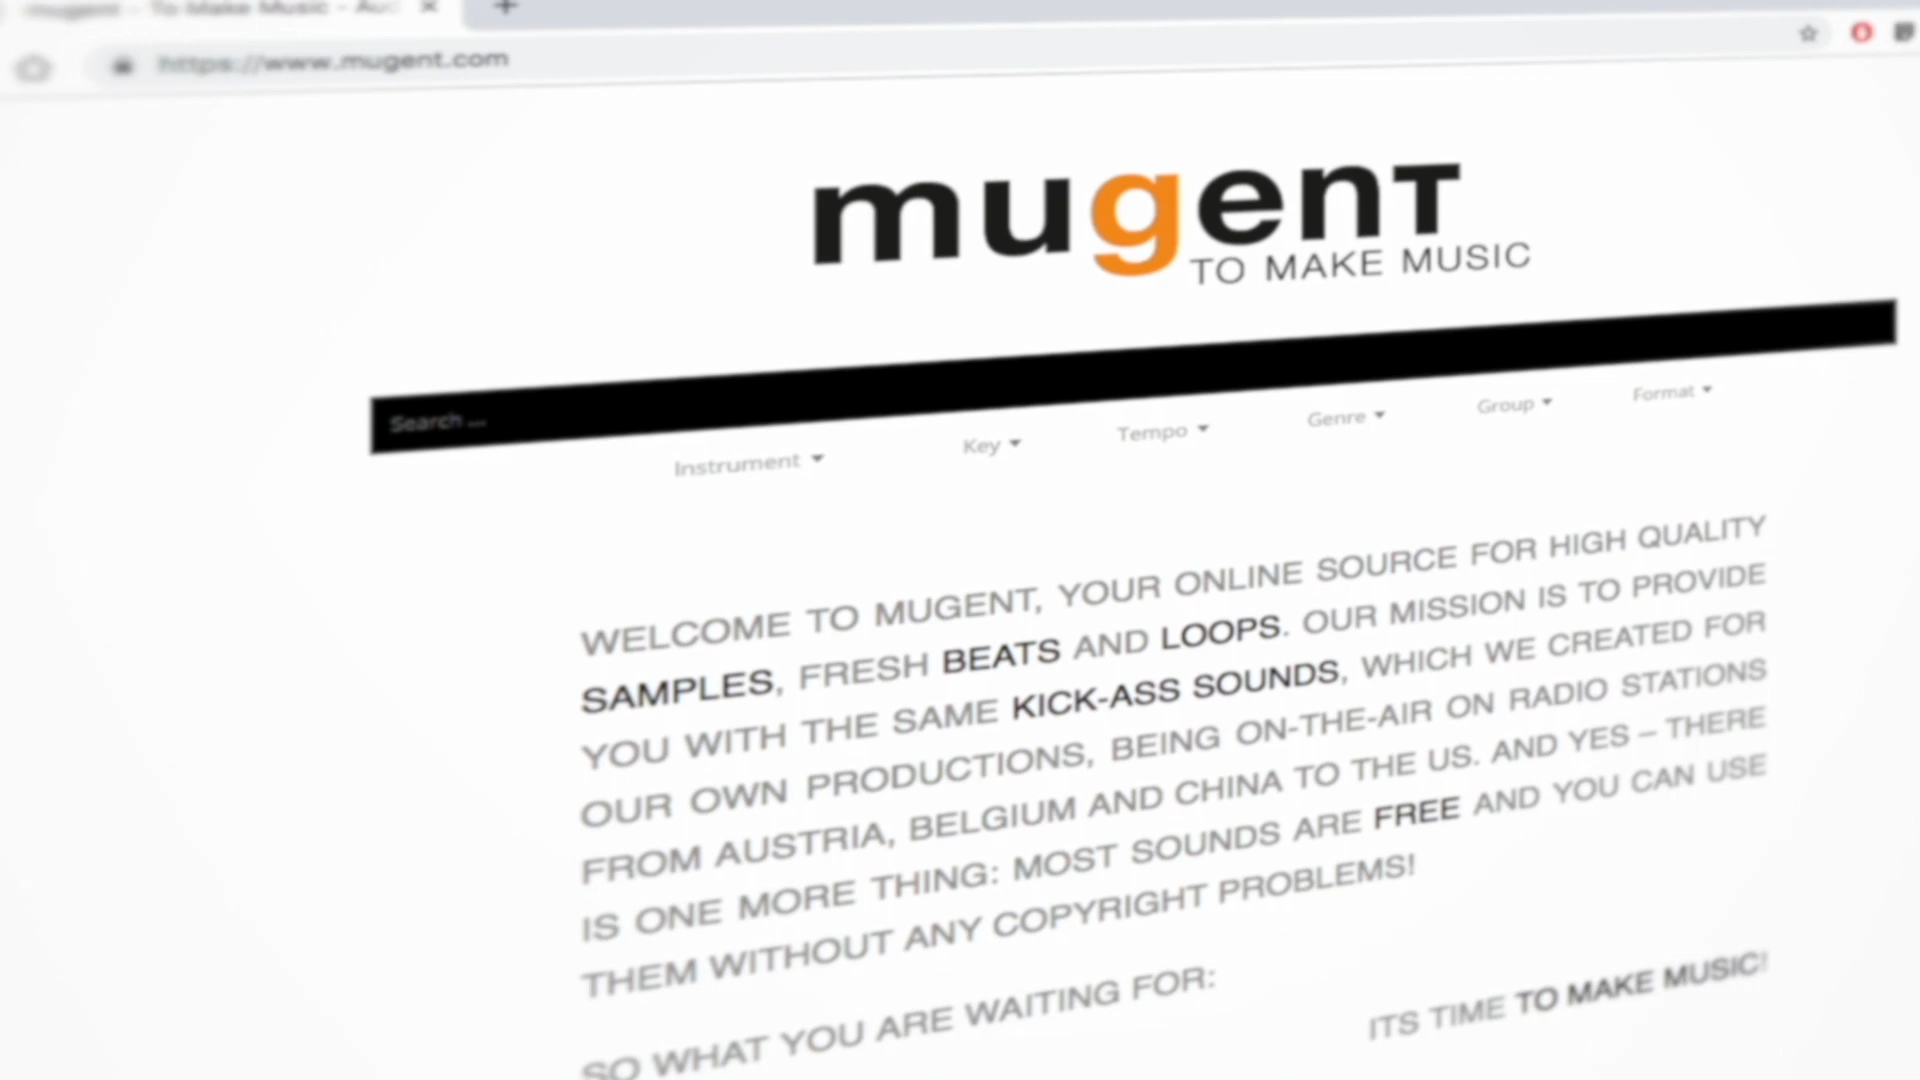 mugent - To Make Music -
https://www.mugent.com
mugent
TO MAKE MUSIC
Search ...
Instrument Key Tempo Genre Group Format
WELCOME TO MUGENT, YOUR ONLINE SOURCE FOR HIGH QUALITY
SAMPLES, FRESH BEATS AND LOOPS. OUR MISSION IS TO PROVIDE
YOU WITH THE SAME KICK-ASS SOUNDS, WHICH WE CREATED FOR
OUR OWN PRODUCTIONS, BEING ON-THE-AIR ON RADIO STATIONS
FROM AUSTRIA, BELGIUM AND CHINA TO THE US. AND YES – THERE
IS ONE MORE THING: MOST SOUNDS ARE FREE AND YOU CAN USE
THEM WITHOUT ANY COPYRIGHT PROBLEMS!
SO WHAT YOU ARE WAITING FOR:
ITS TIME TO MAKE MUSIC!